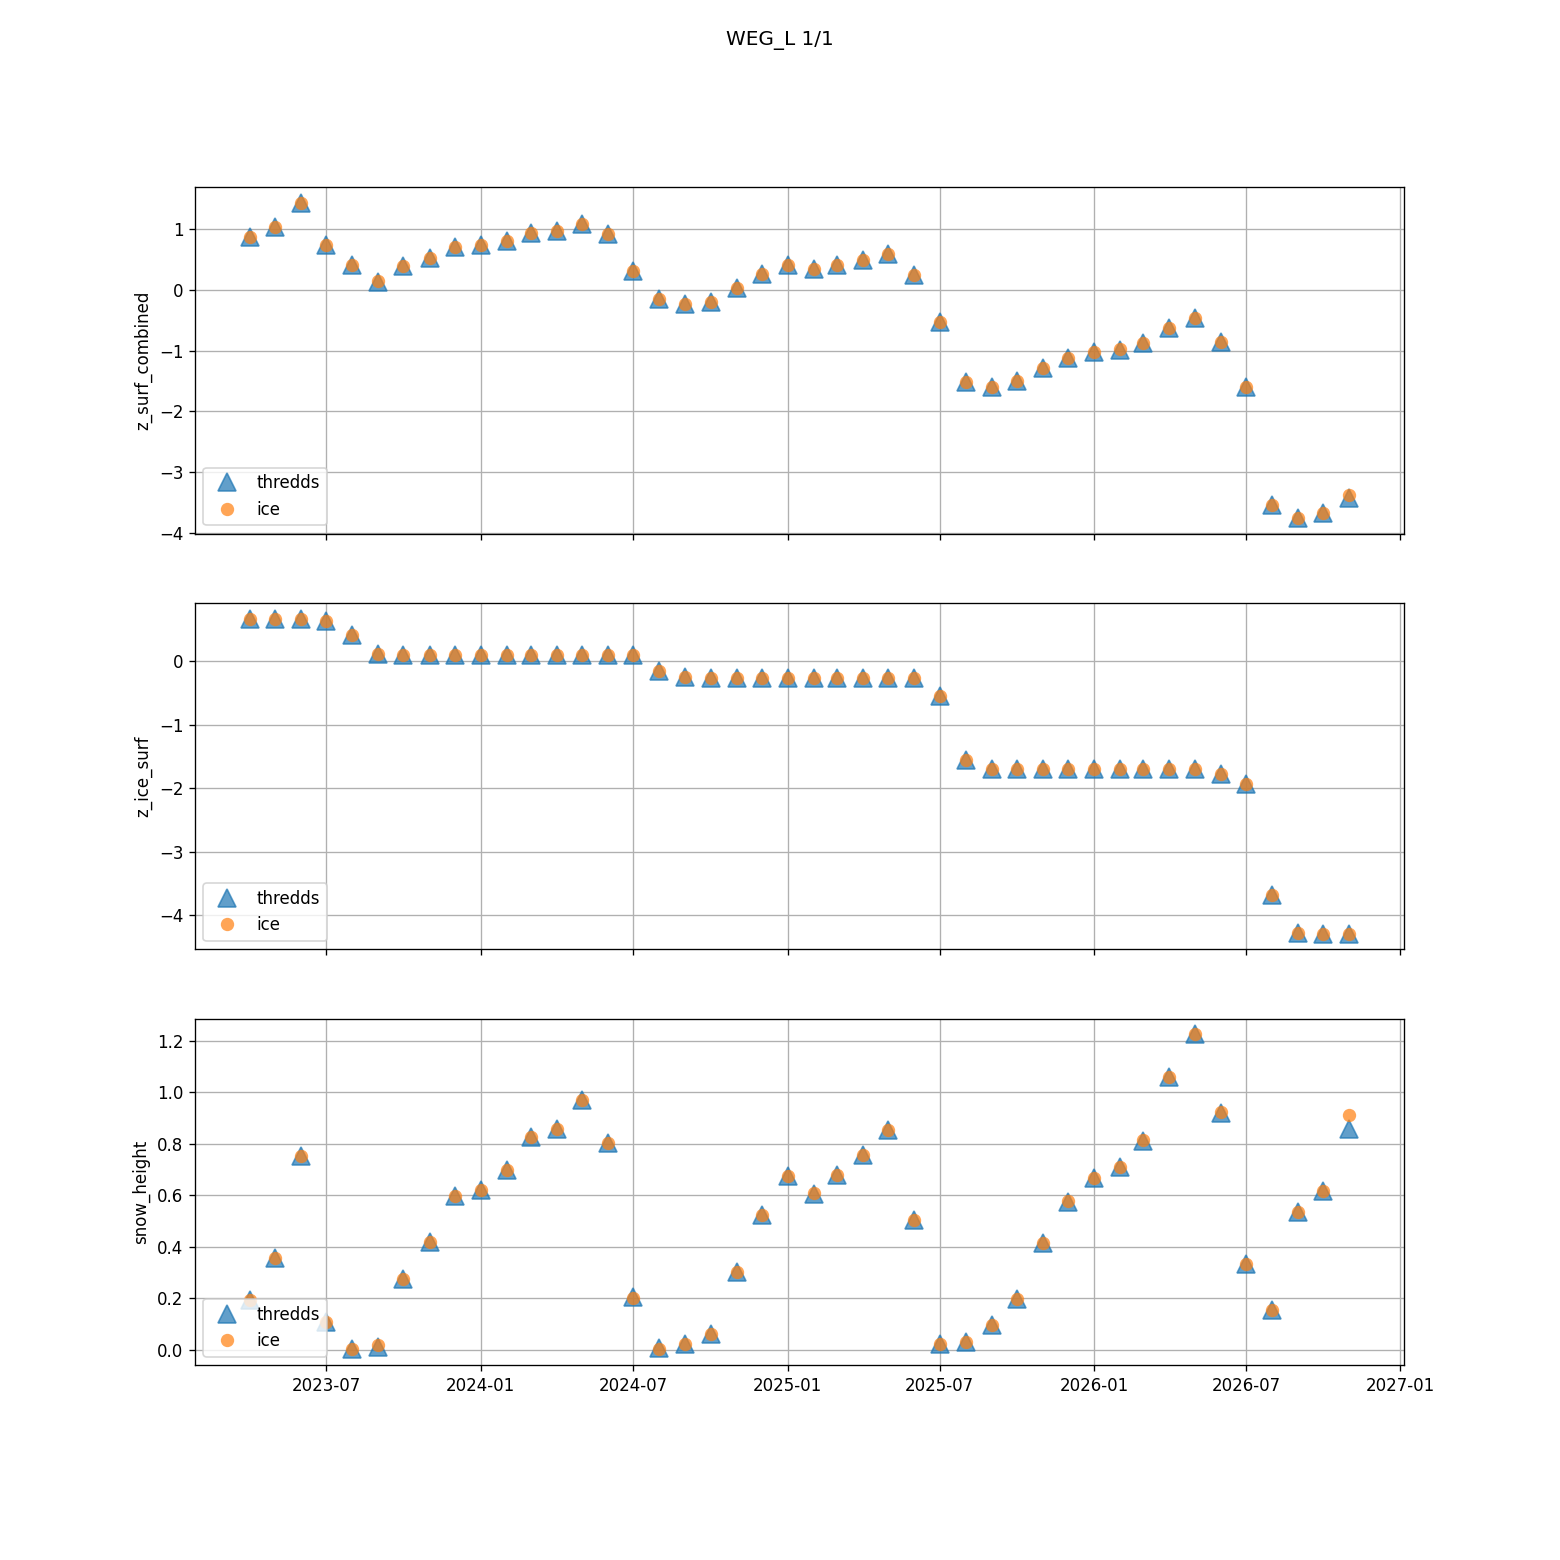 WEG_L 1/1
z_surf_combined
1
0
−1
−2
−3
−4
thredds
ice
z_ice_surf
0
−1
−2
−3
−4
thredds
ice
snow_height
1.2
1.0
0.8
0.6
0.4
0.2
0.0
thredds
ice
2023-07 2024-01 2024-07 2025-01 2025-07 2026-01 2026-07 2027-01